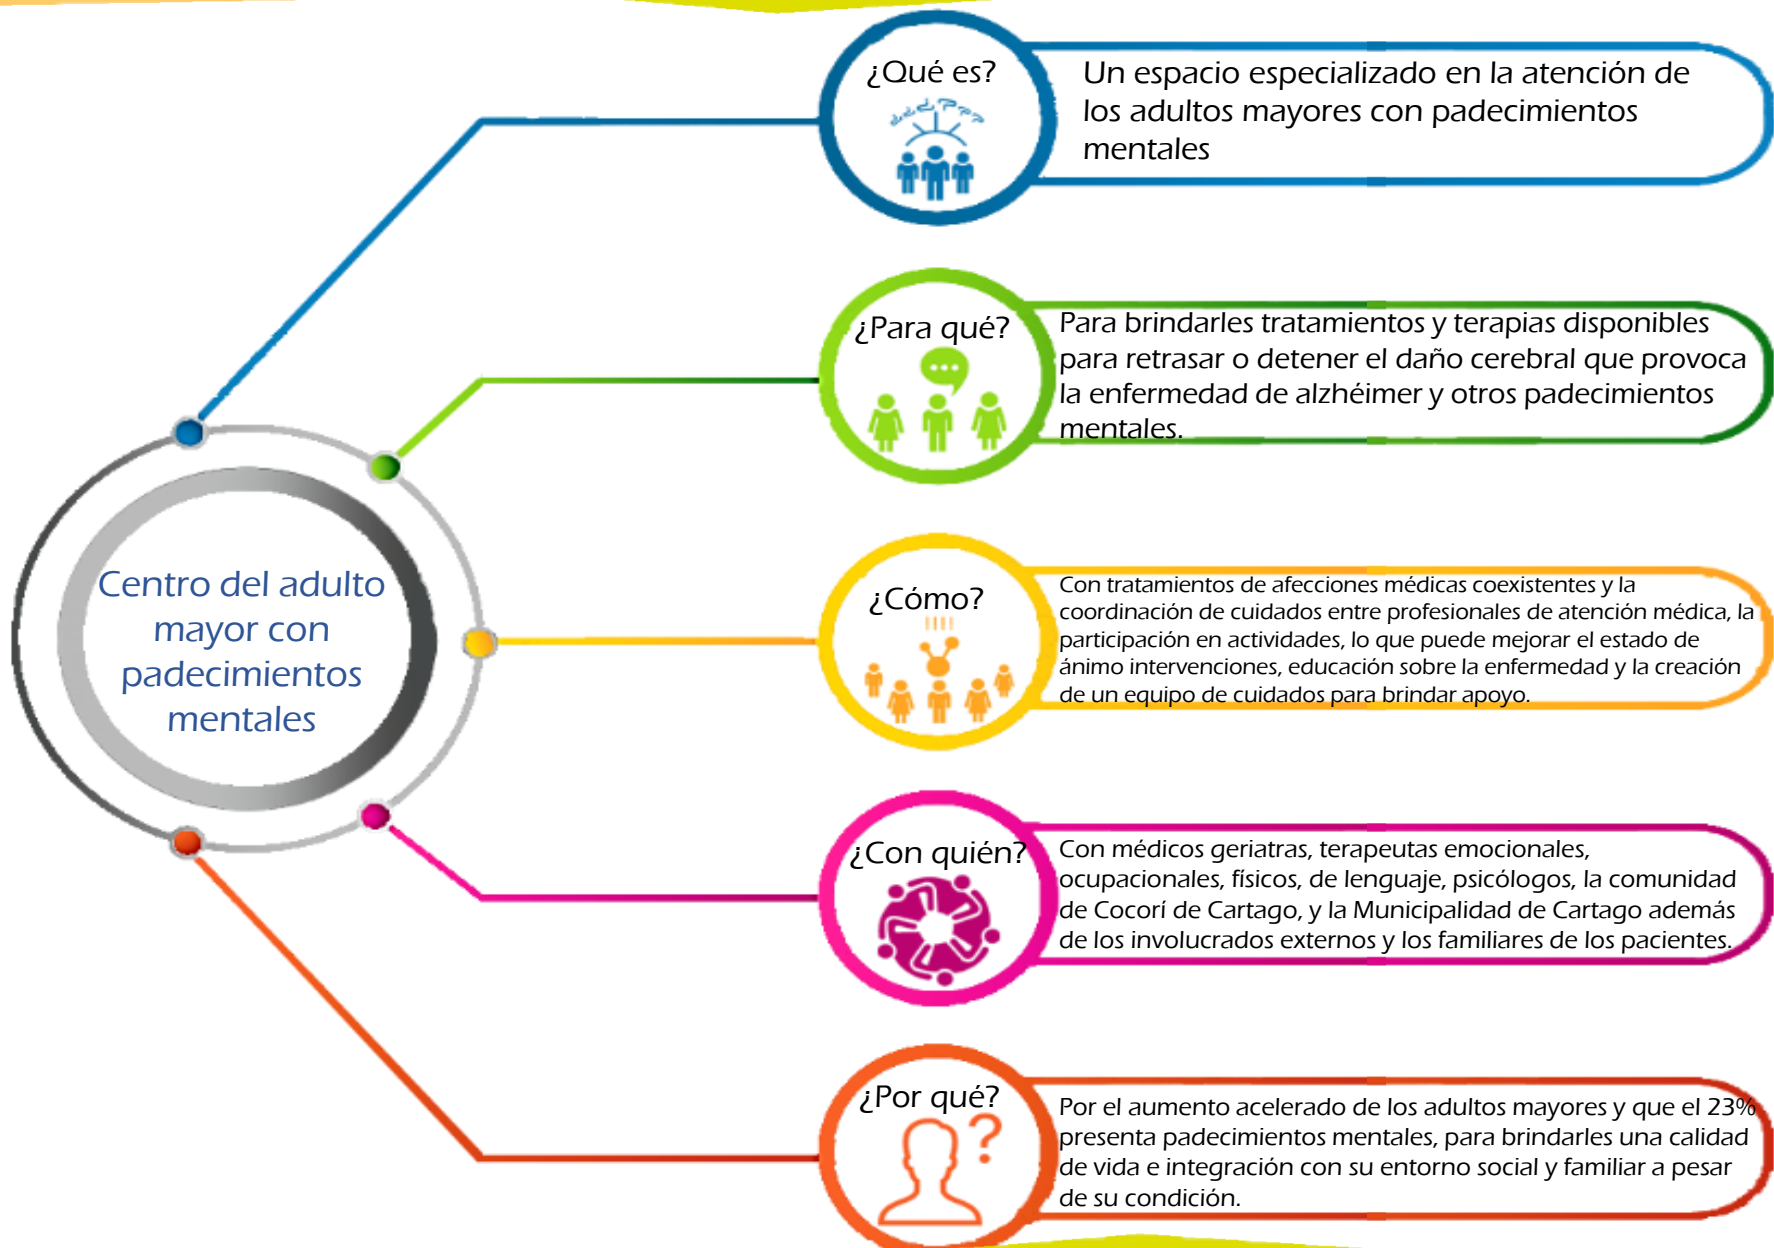 ¿Qué es?
Un espacio especializado en la atención de
los adultos mayores con padecimientos
mentales
¿Para qué?
Para brindarles tratamientos y terapias disponibles
para retrasar o detener el daño cerebral que provoca
la enfermedad de alzhéimer y otros padecimientos
mentales.
Centro del adulto
mayor con
padecimientos
mentales
¿Cómo?
Con tratamientos de afecciones médicas coexistentes y la
coordinación de cuidados entre profesionales de atención médica, la
participación en actividades, lo que puede mejorar el estado de
ánimo intervenciones, educación sobre la enfermedad y la creación
de un equipo de cuidados para brindar apoyo.
¿Con quién?
Con médicos geriatras, terapeutas emocionales,
ocupacionales, físicos, de lenguaje, psicólogos, la comunidad
de Cocorí de Cartago, y la Municipalidad de Cartago además
de los involucrados externos y los familiares de los pacientes.
¿Por qué?
Por el aumento acelerado de los adultos mayores y que el 23%
presenta padecimientos mentales, para brindarles una calidad
de vida e integración con su entorno social y familiar a pesar
de su condición.